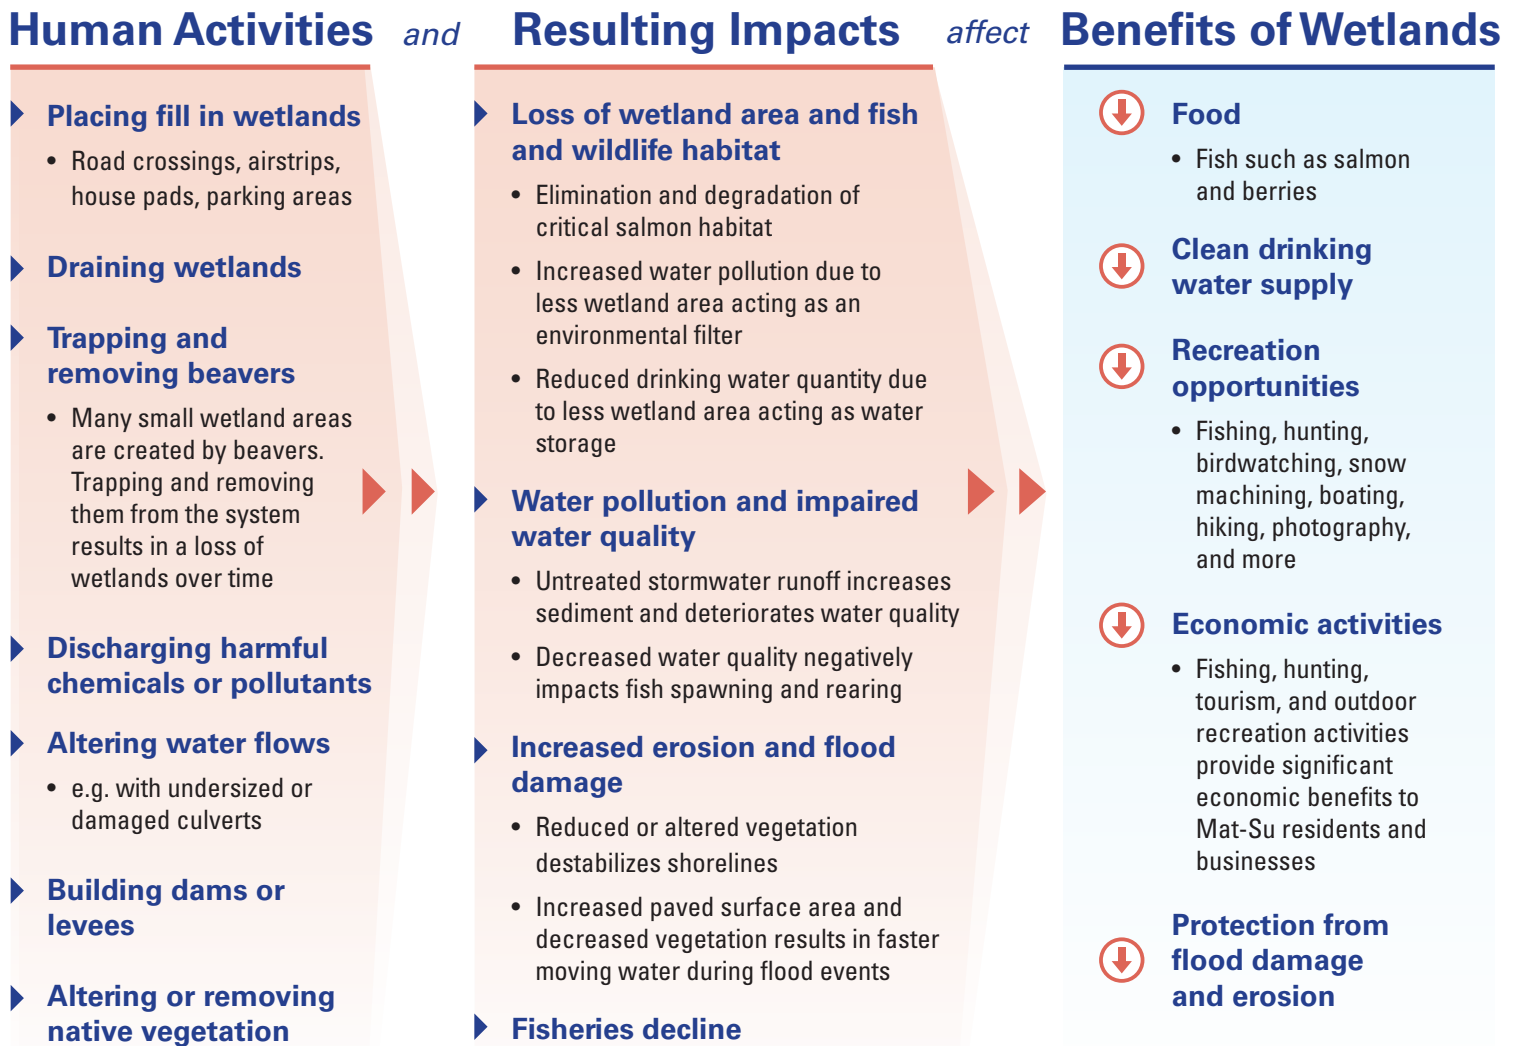 Human Activities and Resulting Impacts affect Benefits of Wetlands
Placing fill in wetlands
• Road crossings, airstrips,
house pads, parking areas
Draining wetlands
Trapping and
removing beavers
• Many small wetland areas
are created by beavers.
Trapping and removing
them from the system
results in a loss of
wetlands over time
Discharging harmful
chemicals or pollutants
Altering water flows
• e.g. with undersized or
damaged culverts
Building dams or
levees
Altering or removing
native vegetation
Loss of wetland area and fish
and wildlife habitat
• Elimination and degradation of
critical salmon habitat
• Increased water pollution due to
less wetland area acting as an
environmental filter
• Reduced drinking water quantity due
to less wetland area acting as water
storage
Water pollution and impaired
water quality
• Untreated stormwater runoff increases
sediment and deteriorates water quality
• Decreased water quality negatively
impacts fish spawning and rearing
Increased erosion and flood
damage
• Reduced or altered vegetation
destabilizes shorelines
• Increased paved surface area and
decreased vegetation results in faster
moving water during flood events
Fisheries decline
Food
• Fish such as salmon
and berries
Clean drinking
water supply
Recreation
opportunities
• Fishing, hunting,
birdwatching, snow
machining, boating,
hiking, photography,
and more
Economic activities
• Fishing, hunting,
tourism, and outdoor
recreation activities
provide significant
economic benefits to
Mat-Su residents and
businesses
Protection from
flood damage
and erosion